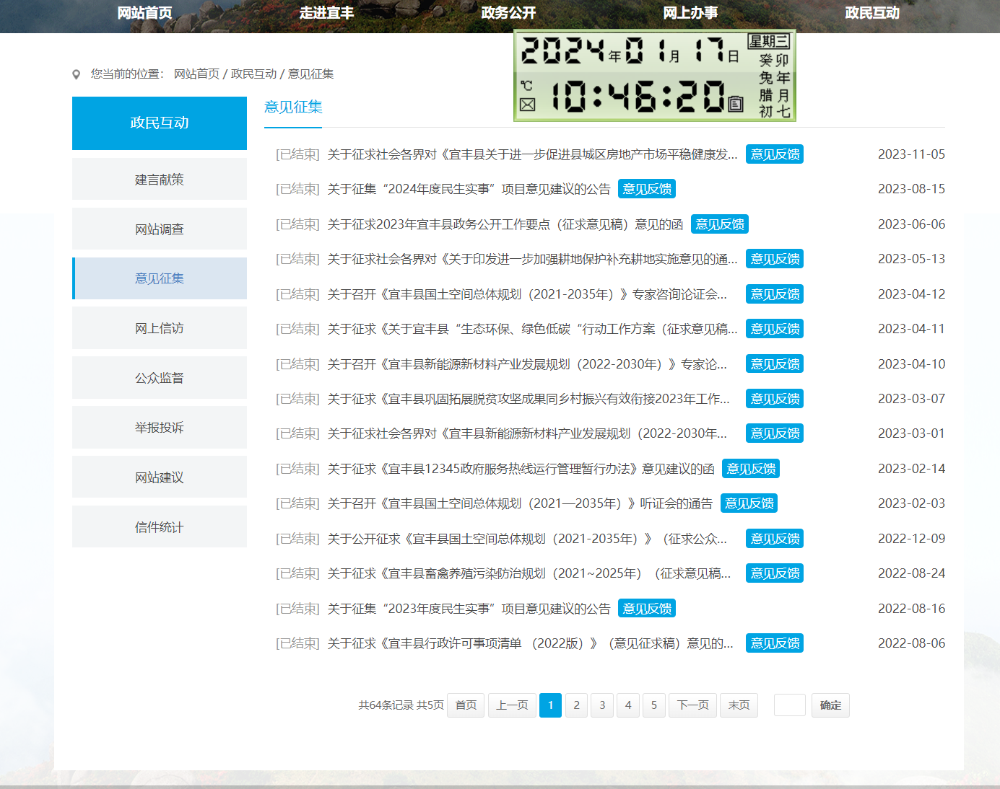 网站首页 走进宜丰 政务公开 网上办事 政民互动
2024年01月17日 星期三
癸卯
兔年
腊月
初七
℃
10:46:20
您当前的位置： 网站首页 / 政民互动 / 意见征集
政民互动
建言献策
网站调查
意见征集
网上信访
公众监督
举报投诉
网站建议
信件统计
意见征集
[已结束] 关于征求社会各界对《宜丰县关于进一步促进县城区房地产市场平稳健康发... 意见反馈 2023-11-05
[已结束] 关于征集“2024年度民生实事”项目意见建议的公告 意见反馈 2023-08-15
[已结束] 关于征求2023年宜丰县政务公开工作要点（征求意见稿）意见的函 意见反馈 2023-06-06
[已结束] 关于征求社会各界对《关于印发进一步加强耕地保护补充耕地实施意见的通... 意见反馈 2023-05-13
[已结束] 关于召开《宜丰县国土空间总体规划（2021-2035年）》专家咨询论证会... 意见反馈 2023-04-12
[已结束] 关于征求《关于宜丰县“生态环保、绿色低碳“行动工作方案（征求意见稿... 意见反馈 2023-04-11
[已结束] 关于召开《宜丰县新能源新材料产业发展规划（2022-2030年）》专家论... 意见反馈 2023-04-10
[已结束] 关于征求《宜丰县巩固拓展脱贫攻坚成果同乡村振兴有效衔接2023年工作... 意见反馈 2023-03-07
[已结束] 关于征求社会各界对《宜丰县新能源新材料产业发展规划（2022-2030年... 意见反馈 2023-03-01
[已结束] 关于征求《宜丰县12345政府服务热线运行管理暂行办法》意见建议的函 意见反馈 2023-02-14
[已结束] 关于召开《宜丰县国土空间总体规划（2021—2035年）》听证会的通告 意见反馈 2023-02-03
[已结束] 关于公开征求《宜丰县国土空间总体规划（2021-2035年）》（征求公众... 意见反馈 2022-12-09
[已结束] 关于征求《宜丰县畜禽养殖污染防治规划（2021~2025年）（征求意见稿... 意见反馈 2022-08-24
[已结束] 关于征集“2023年度民生实事”项目意见建议的公告 意见反馈 2022-08-16
[已结束] 关于征求《宜丰县行政许可事项清单 （2022版）》（意见征求稿）意见的... 意见反馈 2022-08-06
共64条记录 共5页 首页 上一页 1 2 3 4 5 下一页 末页 确定